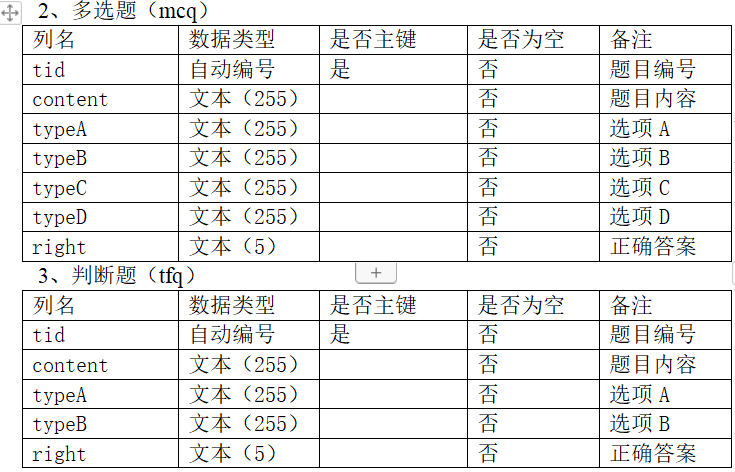 2、多选题（mcq）
列名 数据类型 是否主键 是否为空 备注
tid 自动编号 是 否 题目编号
content 文本（255） 否 题目内容
typeA 文本（255） 否 选项 A
typeB 文本（255） 否 选项 B
typeC 文本（255） 否 选项 C
typeD 文本（255） 否 选项 D
right 文本（5） 否 正确答案
3、判断题（tfq）
列名 数据类型 是否主键 是否为空 备注
tid 自动编号 是 否 题目编号
content 文本（255） 否 题目内容
typeA 文本（255） 否 选项 A
typeB 文本（255） 否 选项 B
right 文本（5） 否 正确答案